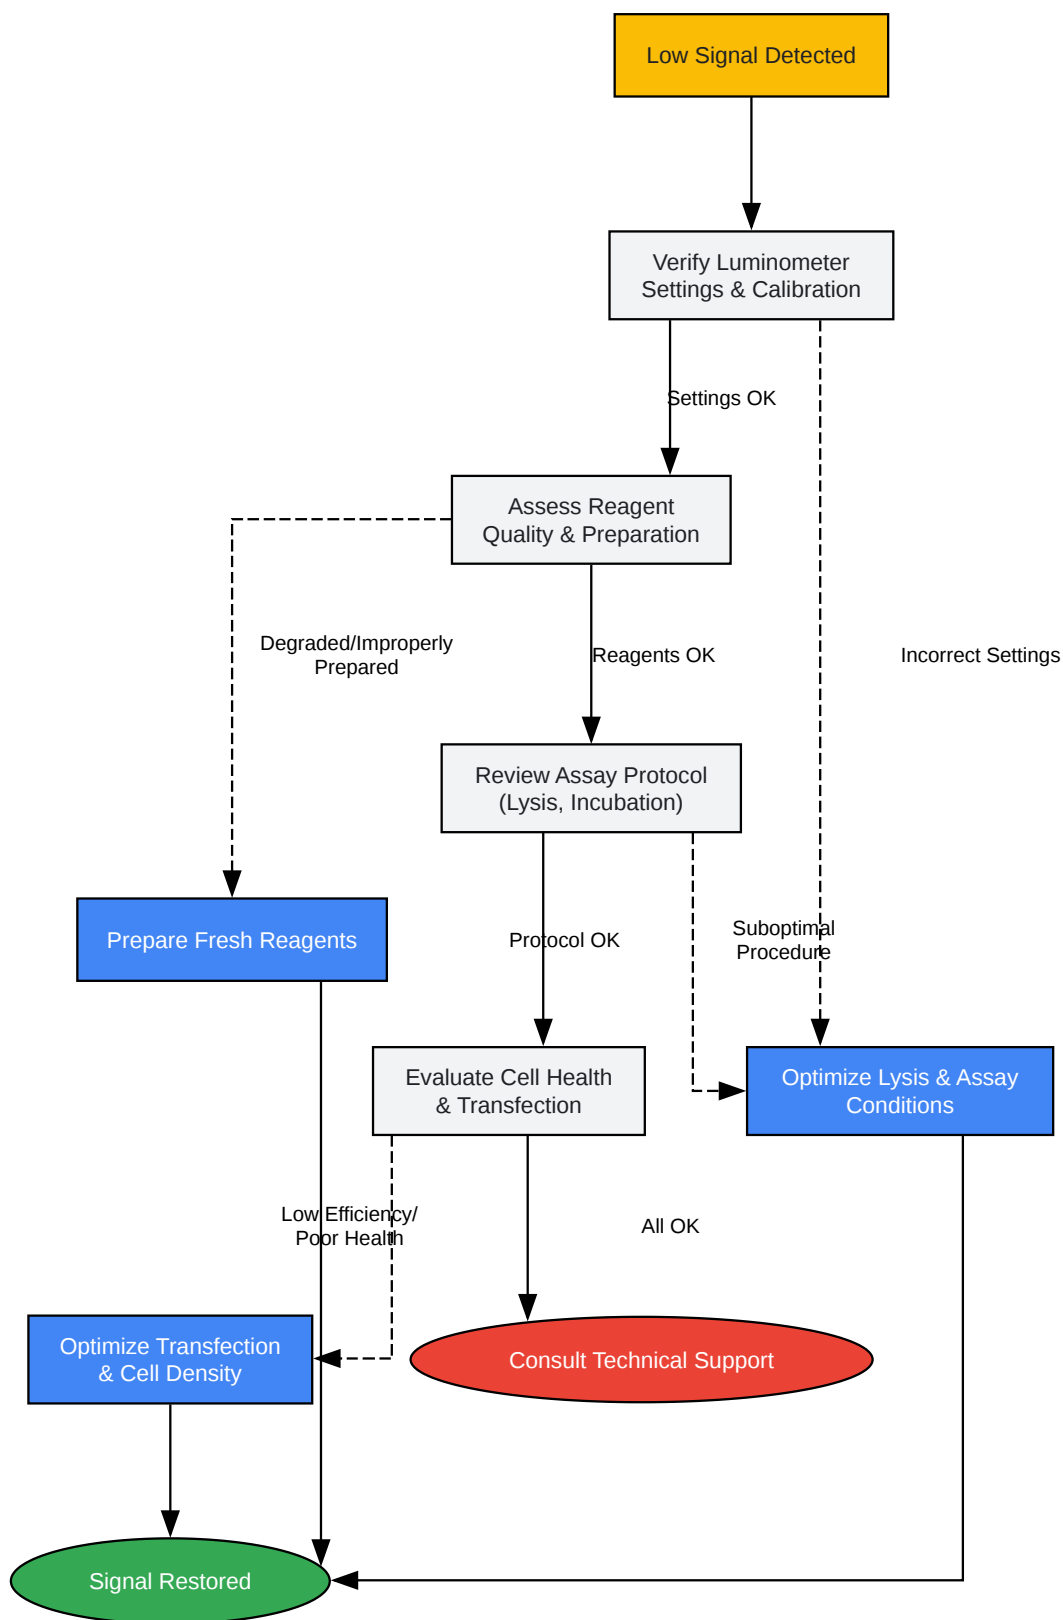 Low Signal Detected
Verify Luminometer
Settings & Calibration
Settings OK
Assess Reagent
Quality & Preparation
Degraded/Improperly
Prepared
Reagents OK
Incorrect Settings
Review Assay Protocol
(Lysis, Incubation)
Prepare Fresh Reagents
Protocol OK
Suboptimal
Procedure
Evaluate Cell Health
& Transfection
Optimize Lysis & Assay
Conditions
Low Efficiency/
Poor Health
All OK
Optimize Transfection
& Cell Density
Consult Technical Support
Signal Restored